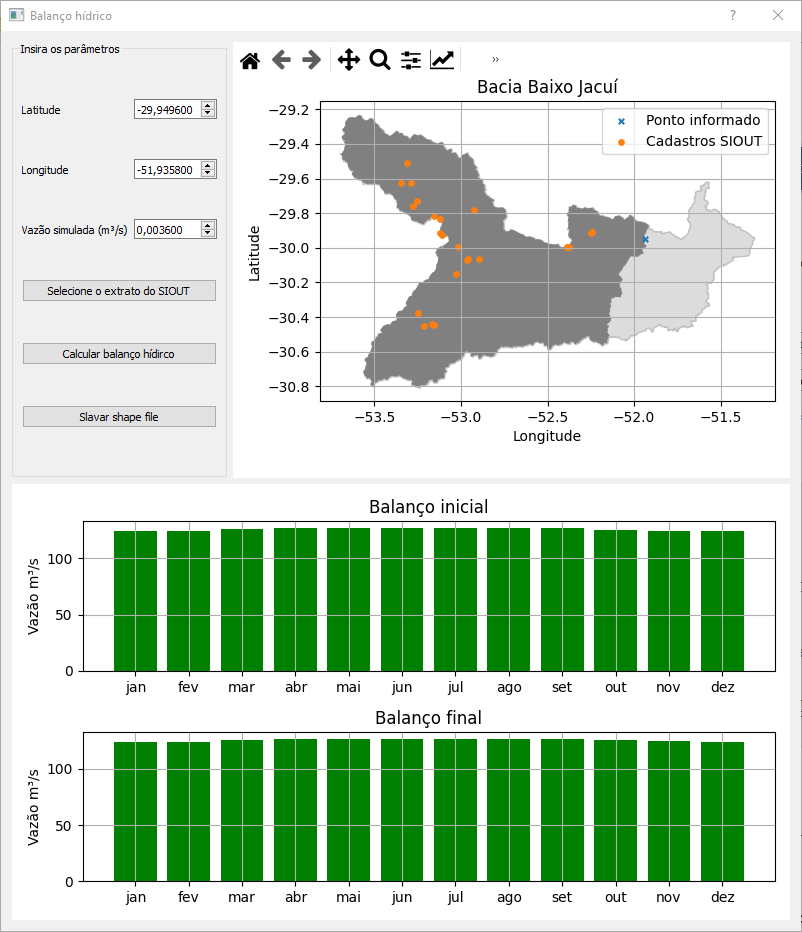 Balanço hídrico
?
Insira os parâmetros
Latitude
-29,949600
Longitude
-51,935800
Vazão simulada (m³/s)
0,003600
Selecione o extrato do SIOUT
Calcular balanço hídirco
Slavar shape file
»
Bacia Baixo Jacuí
Ponto informado
Cadastros SIOUT
Latitude
−29.2
−29.4
−29.6
−29.8
−30.0
−30.2
−30.4
−30.6
−30.8
−53.5 −53.0 −52.5 −52.0 −51.5
Longitude
Balanço inicial
Vazão m³/s
100
50
0
jan fev mar abr mai jun jul ago set out nov dez
Balanço final
Vazão m³/s
100
50
0
jan fev mar abr mai jun jul ago set out nov dez